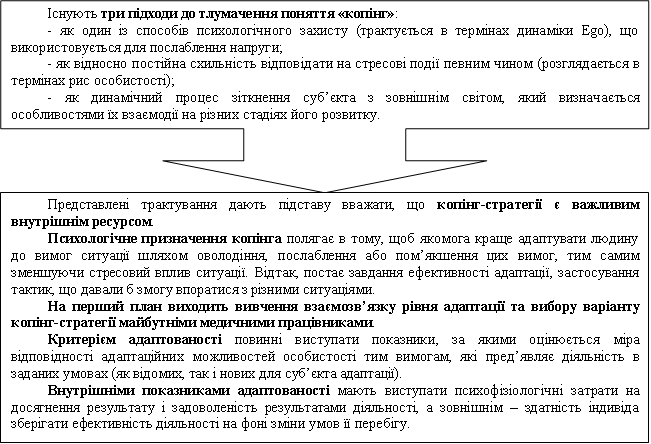 Існують три підходи до тлумачення поняття «копінг»:
- як один із способів психологічного захисту (трактується в термінах динаміки Ego), що
використовується для послаблення напруги;
- як відносно постійна схильність відповідати на стресові події певним чином (розглядається в
термінах рис особистості);
- як динамічний процес зіткнення суб’єкта з зовнішнім світом, який визначається
особливостями їх взаємодії на різних стадіях його розвитку.
Представлені трактування дають підставу вважати, що копінг-стратегії є важливим
внутрішнім ресурсом.
Психологічне призначення копінга полягає в тому, щоб якомога краще адаптувати людину
до вимог ситуації шляхом оволодіння, послаблення або пом’якшення цих вимог, тим самим
зменшуючи стресовий вплив ситуації. Відтак, постає завдання ефективності адаптації, застосування
тактик, що давали б змогу впоратися з різними ситуаціями.
На перший план виходить вивчення взаємозв’язку рівня адаптації та вибору варіанту
копінг-стратегії майбутніми медичними працівниками.
Критерієм адаптованості повинні виступати показники, за якими оцінюється міра
відповідності адаптаційних можливостей особистості тим вимогам, які пред’являє діяльність в
заданих умовах (як відомих, так і нових для суб’єкта адаптації).
Внутрішніми показниками адаптованості мають виступати психофізіологічні затрати на
досягнення результату і задоволеність результатами діяльності, а зовнішнім – здатність індивіда
зберігати ефективність діяльності на фоні зміни умов її перебігу.